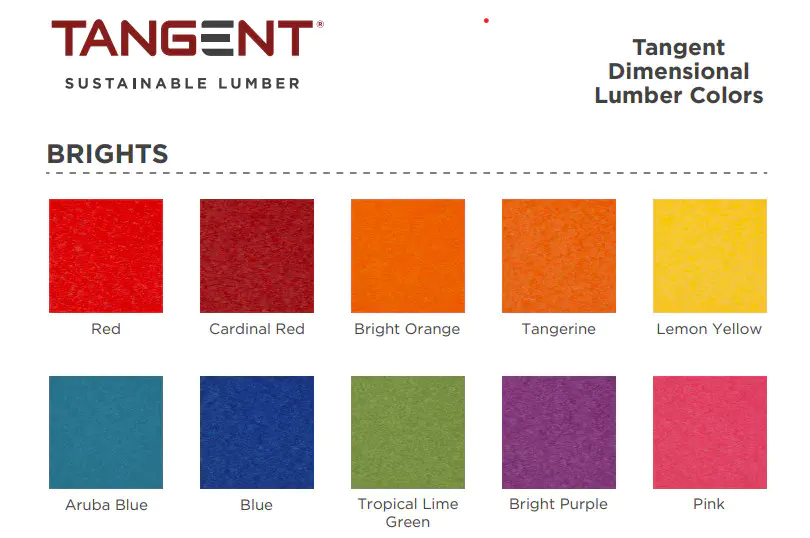 TANGENT®
SUSTAINABLE LUMBER
Tangent
Dimensional
Lumber Colors
BRIGHTS
Red
Cardinal Red
Bright Orange
Tangerine
Lemon Yellow
Aruba Blue
Blue
Tropical Lime
Green
Bright Purple
Pink